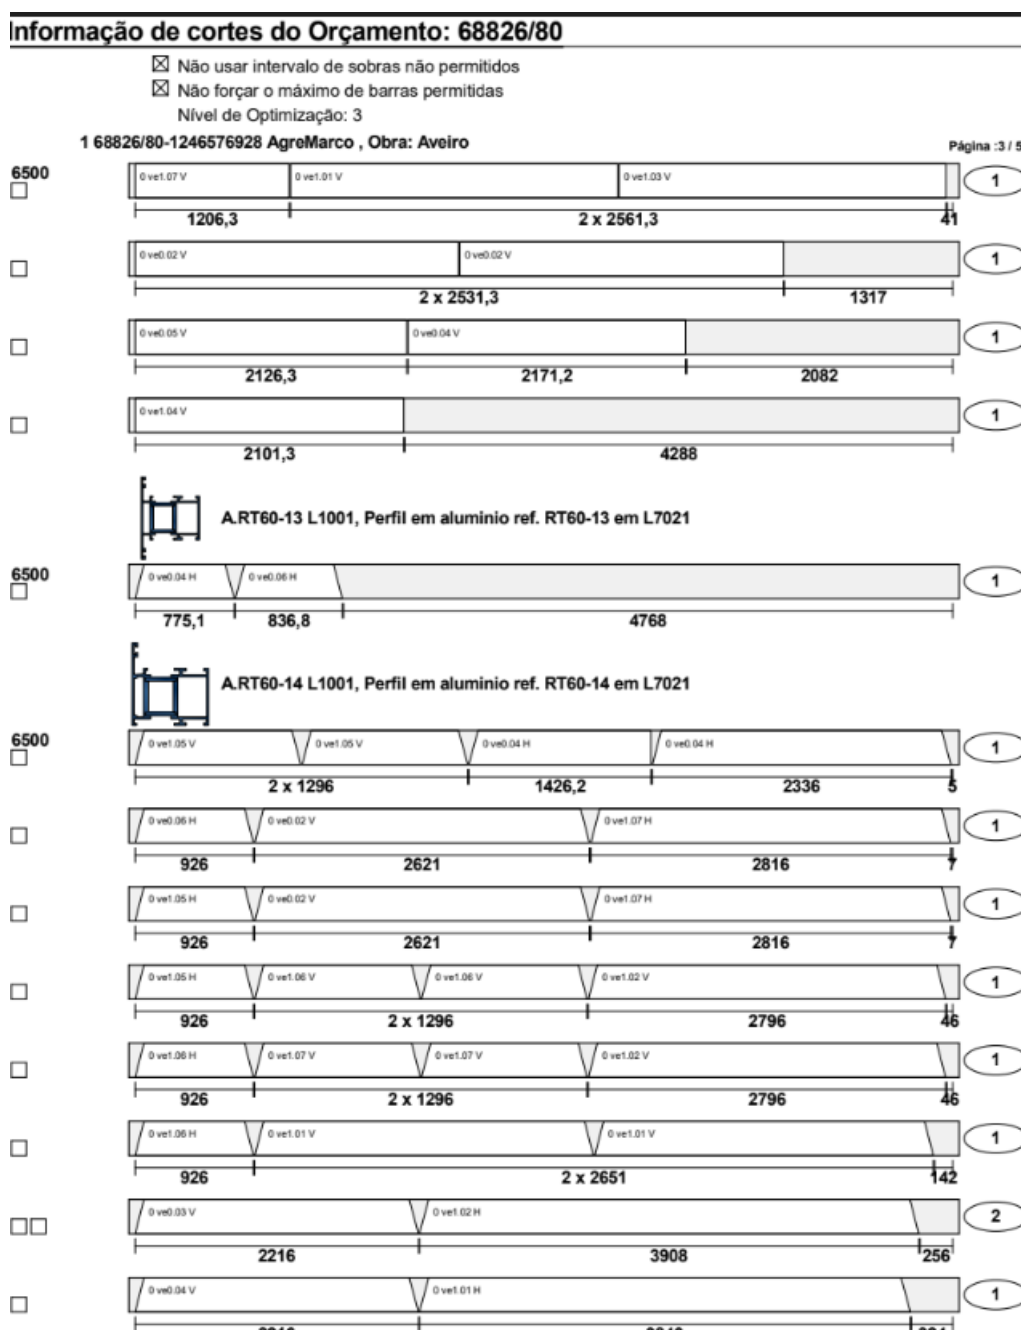 Informação de cortes do Orçamento: 68826/80
Não usar intervalo de sobras não permitidos
Não forçar o máximo de barras permitidas
Nível de Optimização: 3
1 68826/80-1246576928 AgreMarco , Obra: Aveiro
Página :3 / 5
6500 0 ve1.07 V 0 ve1.01 V 0 ve1.03 V 1
1206,3 2 x 2561,3 41
0 ve0.02 V 0 ve0.02 V 1
2 x 2531,3 1317
0 ve0.05 V 0 ve0.04 V 1
2126,3 2171,2 2082
0 ve1.04 V 1
2101,3 4288
A.RT60-13 L1001, Perfil em aluminio ref. RT60-13 em L7021
6500 0 ve0.04 H 0 ve0.06 H 1
775,1 836,8 4768
A.RT60-14 L1001, Perfil em aluminio ref. RT60-14 em L7021
6500 0 ve1.05 V 0 ve1.05 V 0 ve0.04 H 0 ve0.04 H 1
2 x 1296 1426,2 2336 5
0 ve0.06 H 0 ve0.02 V 0 ve1.07 H 1
926 2621 2816 7
0 ve1.05 H 0 ve0.02 V 0 ve1.07 H 1
926 2621 2816 7
0 ve1.05 H 0 ve1.06 V 0 ve1.06 V 0 ve1.02 V 1
926 2 x 1296 2796 46
0 ve1.06 H 0 ve1.07 V 0 ve1.07 V 0 ve1.02 V 1
926 2 x 1296 2796 46
0 ve1.06 H 0 ve1.01 V 0 ve1.01 V 1
926 2 x 2651 142
0 ve0.03 V 0 ve1.02 H 2
2216 3908 256
0 ve0.04 V 0 ve1.01 H 1